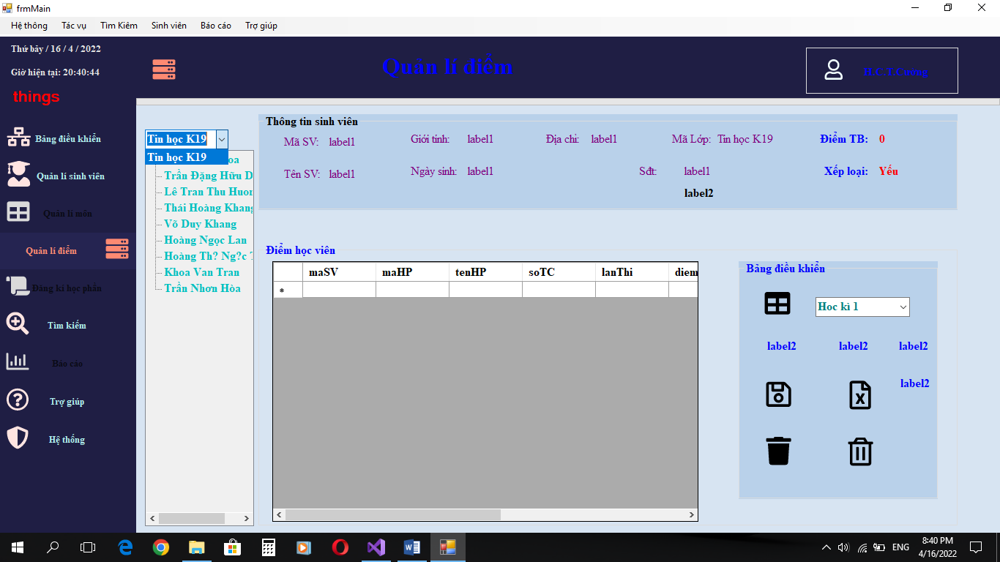 frmMain
Hệ thống Tác vụ Tìm Kiêm Sinh viên Báo cáo Trợ giúp
Thứ bảy / 16 / 4 / 2022
Giờ hiện tại: 20:40:44
things
Quản lí điểm
H.C.T.Cương
Bảng điều khiển
Quản lí sinh viên
Quản lí môn
Quản lí điểm
Đăng kí học phần
Tìm kiếm
Báo cáo
Trợ giúp
Hệ thống
Tin học K19
Tin học K19
oa
Trần Đặng Hữu D
Lê Tran Thu Huon
Thái Hoàng Khang
Võ Duy Khang
Hoàng Ngọc Lan
Hoàng Th? Ng?c T
Khoa Van Tran
Trần Nhơn Hòa
Thông tin sinh viên
Mã SV: label1 Giới tính: label1 Địa chỉ: label1 Mã Lớp: Tin học K19 Điểm TB: 0
Tên SV: label1 Ngày sinh: label1 Sđt: label1 Xếp loại: Yếu
label2
Điểm học viên
maSV maHP tenHP soTC lanThi diem
Bảng điều khiển
Hoc kì 1
label2 label2 label2
label2
ENG
8:40 PM
4/16/2022